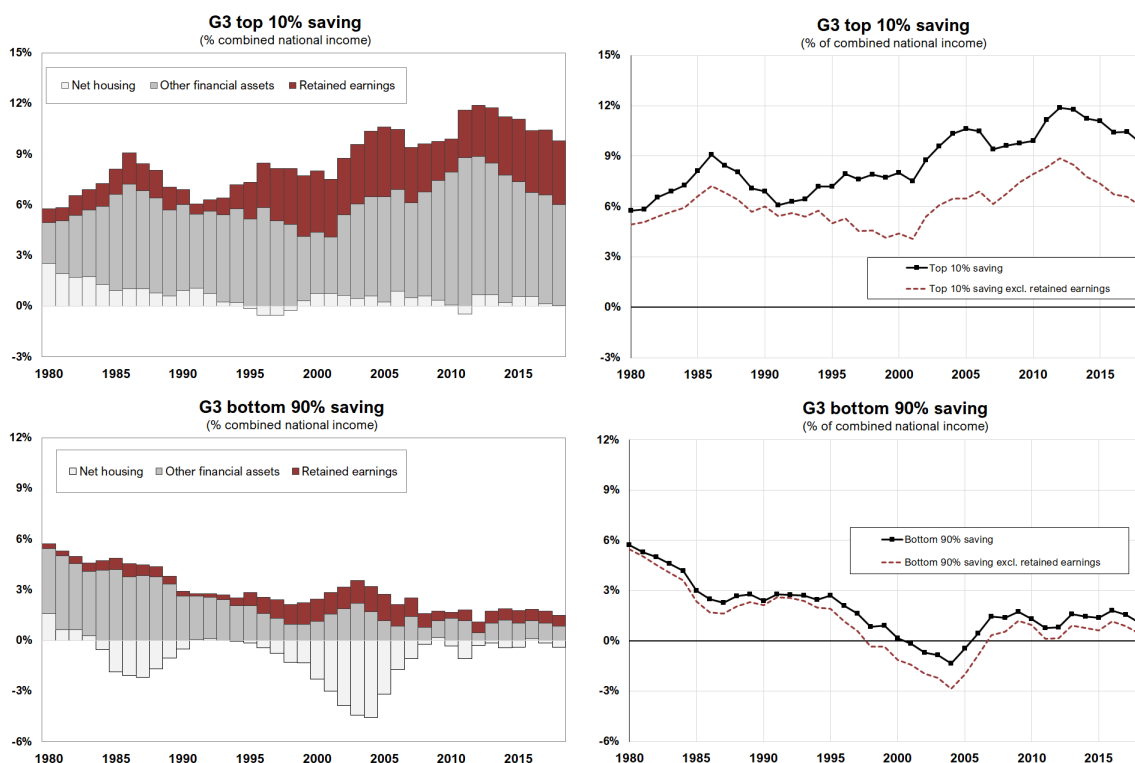 G3 top 10% saving
(% combined national income)
15%
12%
9%
6%
3%
0%
-3%
Net housing Other financial assets Retained earnings
1980 1985 1990 1995 2000 2005 2010 2015
G3 top 10% saving
(% of combined national income)
15%
12%
9%
6%
3%
0%
-3%
Top 10% saving
Top 10% saving excl. retained earnings
1980 1985 1990 1995 2000 2005 2010 2015
G3 bottom 90% saving
(% combined national income)
12%
9%
6%
3%
0%
-3%
-6%
Net housing Other financial assets Retained earnings
1980 1985 1990 1995 2000 2005 2010 2015
G3 bottom 90% saving
(% of combined national income)
12%
9%
6%
3%
0%
-3%
-6%
Bottom 90% saving
Bottom 90% saving excl. retained earnings
1980 1985 1990 1995 2000 2005 2010 2015